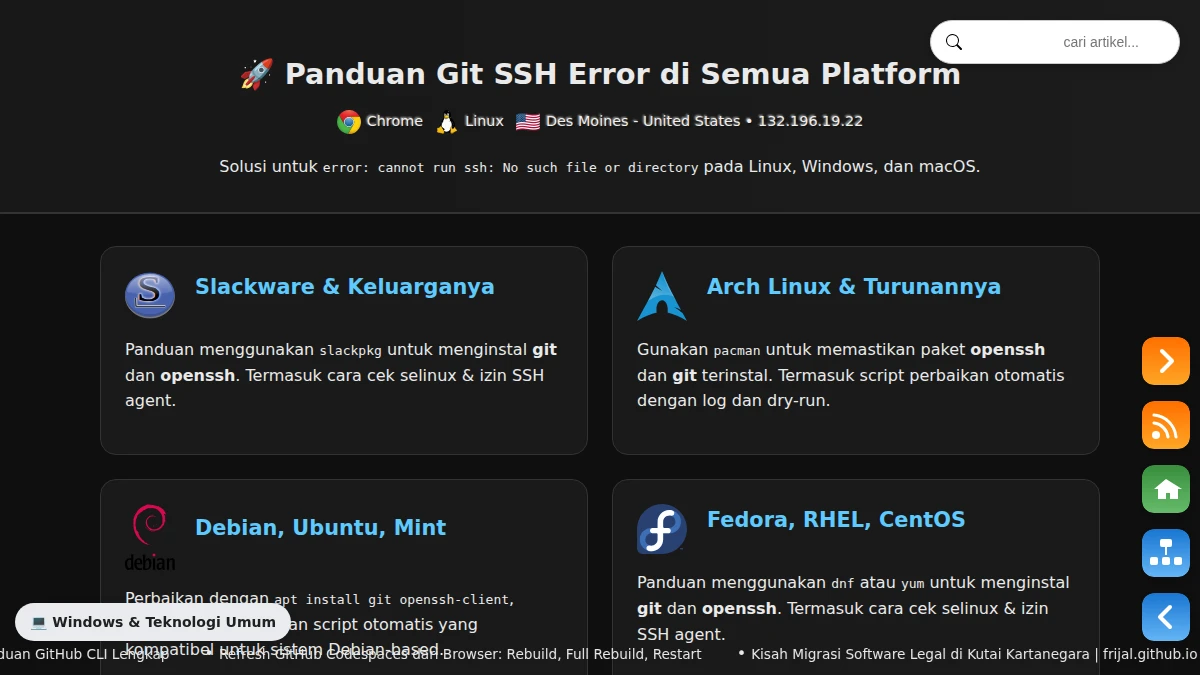 cari artikel...
🚀 Panduan Git SSH Error di Semua Platform
Chrome Linux Des Moines - United States • 132.196.19.22
Solusi untuk error: cannot run ssh: No such file or directory pada Linux, Windows, dan macOS.
Slackware & Keluarganya
Panduan menggunakan slackpkg untuk menginstal git
dan openssh. Termasuk cara cek selinux & izin SSH
agent.
Arch Linux & Turunannya
Gunakan pacman untuk memastikan paket openssh
dan git terinstal. Termasuk script perbaikan otomatis
dengan log dan dry-run.
debian
Debian, Ubuntu, Mint
Perbaikan dengan apt install git openssh-client,
an script otomatis yang
kompatibel untuk sistem Debian-based.
Fedora, RHEL, CentOS
Panduan menggunakan dnf atau yum untuk menginstal
git dan openssh. Termasuk cara cek selinux & izin
SSH agent.
💻 Windows & Teknologi Umum
duan GitHub CLI Lengkap • Refresh GitHub Codespaces dan Browser: Rebuild, Full Rebuild, Restart • Kisah Migrasi Software Legal di Kutai Kartanegara | frijal.github.io